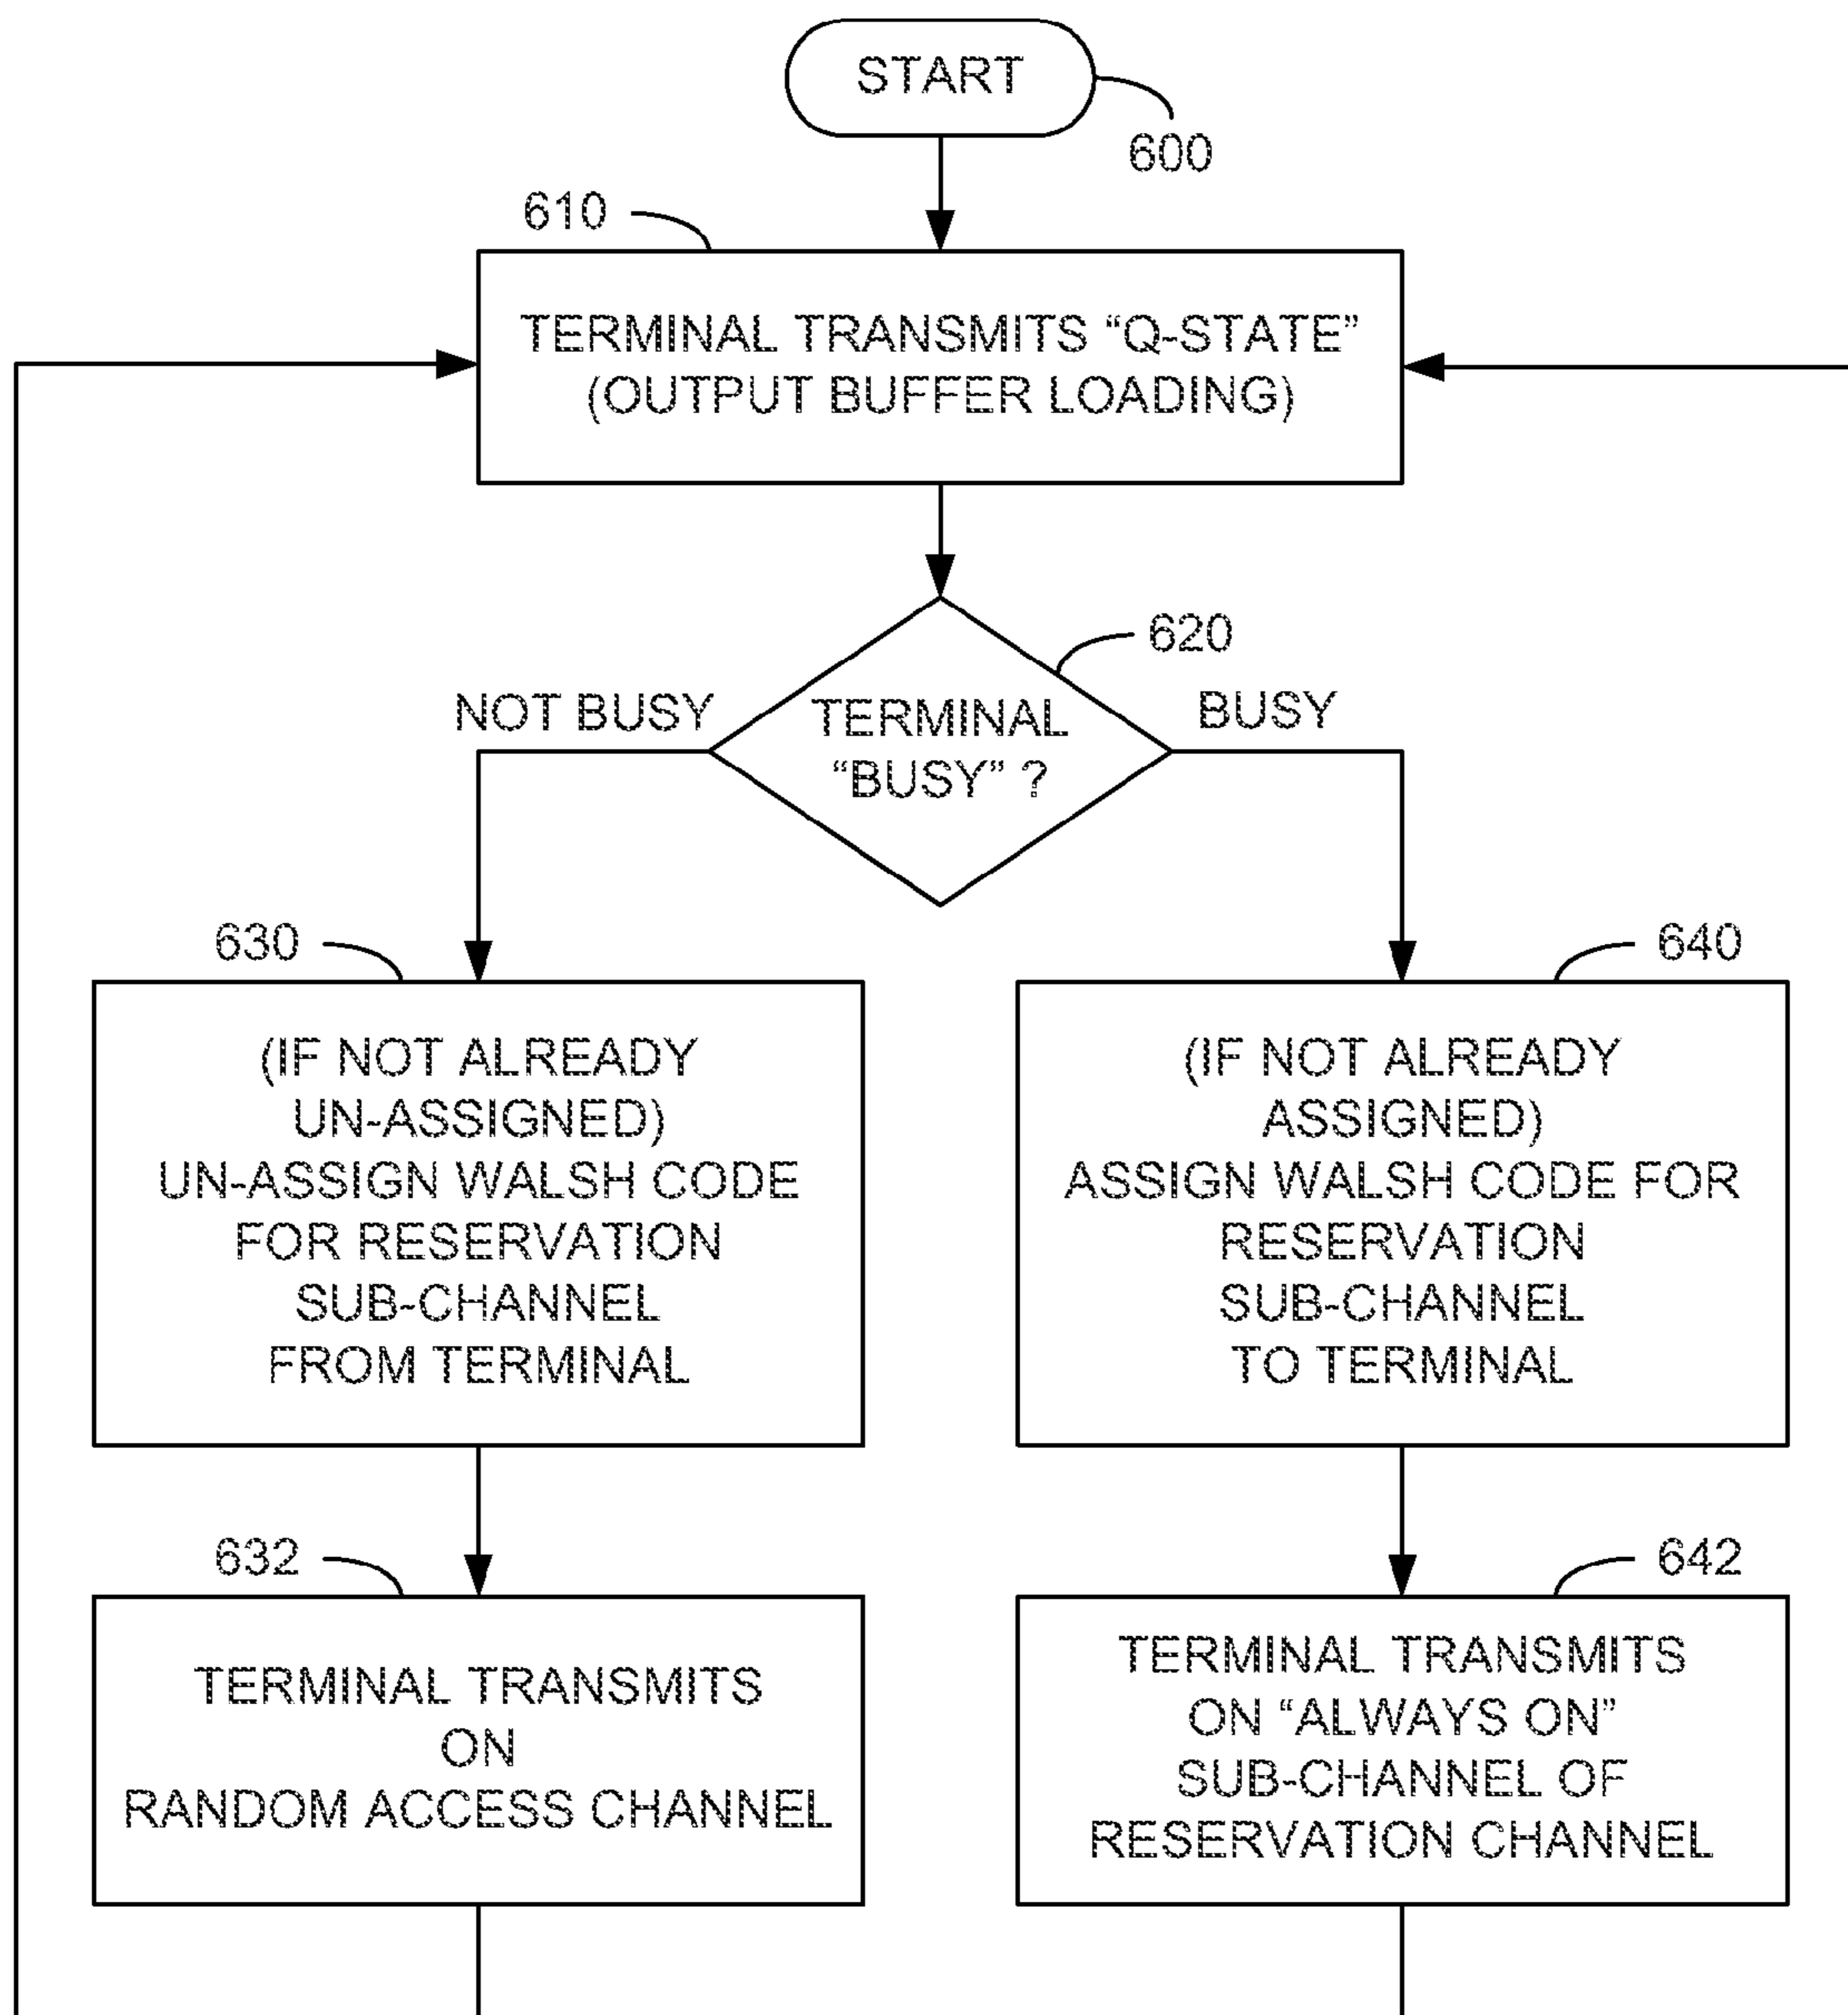 START
600
610
TERMINAL TRANSMITS “Q-STATE”
(OUTPUT BUFFER LOADING)
620
NOT BUSY
TERMINAL
“BUSY” ?
BUSY
630
(IF NOT ALREADY
UN-ASSIGNED)
UN-ASSIGN WALSH CODE
FOR RESERVATION
SUB-CHANNEL
FROM TERMINAL
640
(IF NOT ALREADY
ASSIGNED)
ASSIGN WALSH CODE FOR
RESERVATION
SUB-CHANNEL
TO TERMINAL
632
TERMINAL TRANSMITS
ON
RANDOM ACCESS CHANNEL
642
TERMINAL TRANSMITS
ON “ALWAYS ON”
SUB-CHANNEL OF
RESERVATION CHANNEL